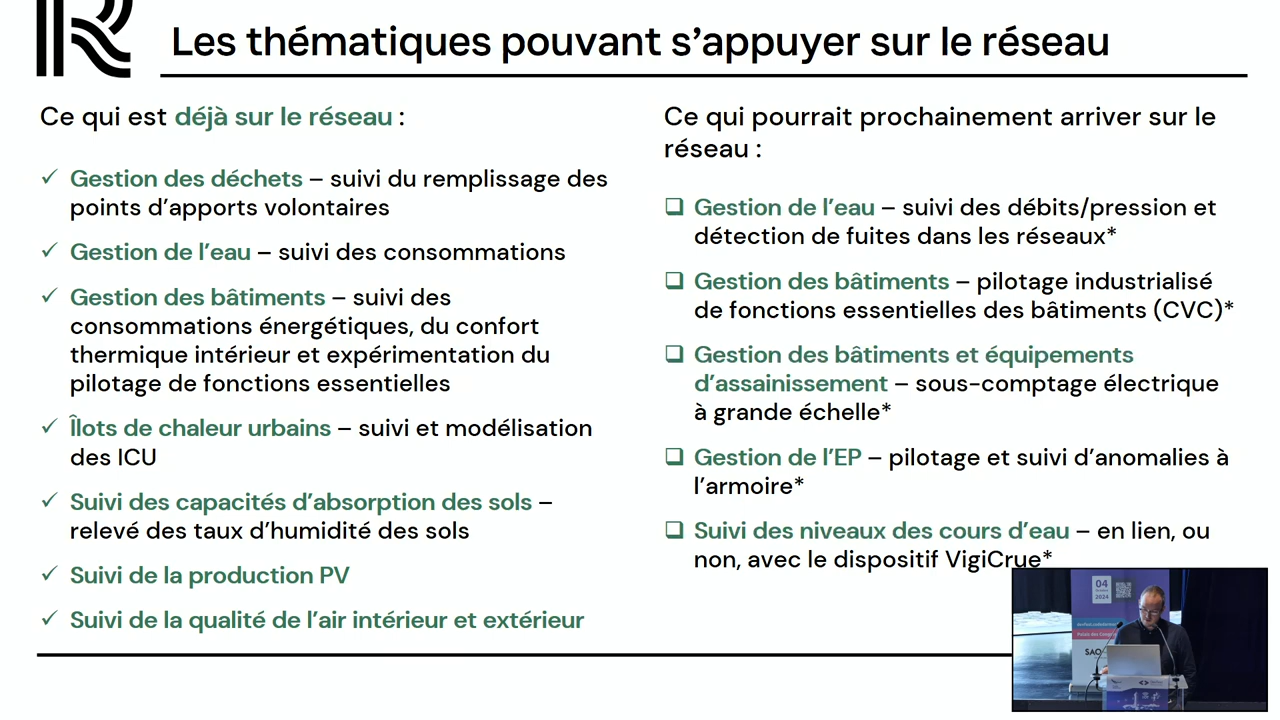 Les thématiques pouvant s’appuyer sur le réseau
Ce qui est déjà sur le réseau :
✓ Gestion des déchets – suivi du remplissage des
points d’apports volontaires
✓ Gestion de l’eau – suivi des consommations
✓ Gestion des bâtiments – suivi des
consommations énergétiques, du confort
thermique intérieur et expérimentation du
pilotage de fonctions essentielles
✓ Îlots de chaleur urbains – suivi et modélisation
des ICU
✓ Suivi des capacités d’absorption des sols –
relevé des taux d’humidité des sols
✓ Suivi de la production PV
✓ Suivi de la qualité de l’air intérieur et extérieur
Ce qui pourrait prochainement arriver sur le
réseau :
❑ Gestion de l’eau – suivi des débits/pression et
détection de fuites dans les réseaux*
❑ Gestion des bâtiments – pilotage industrialisé
de fonctions essentielles des bâtiments (CVC)*
❑ Gestion des bâtiments et équipements
d’assainissement – sous-comptage électrique
à grande échelle*
❑ Gestion de l’EP – pilotage et suivi d’anomalies à
l’armoire*
❑ Suivi des niveaux des cours d’eau – en lien, ou
non, avec le dispositif VigiCrue*
04
2024